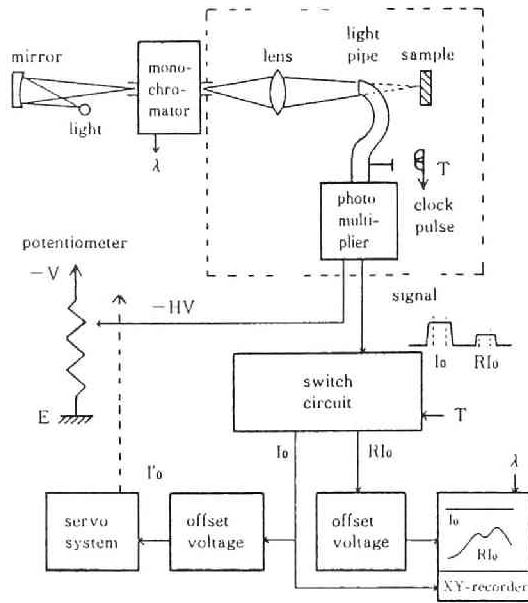 mirror
light
mono-
chro-
mator
λ
lens
light
pipe
sample
T
clock
pulse
photo
multi-
plier
potentiometer
−V
−HV
E
signal
I₀
RI₀
switch
circuit
T
I₀
RI₀
I'₀
λ
servo
system
offset
voltage
offset
voltage
I₀
RI₀
XY-recorder